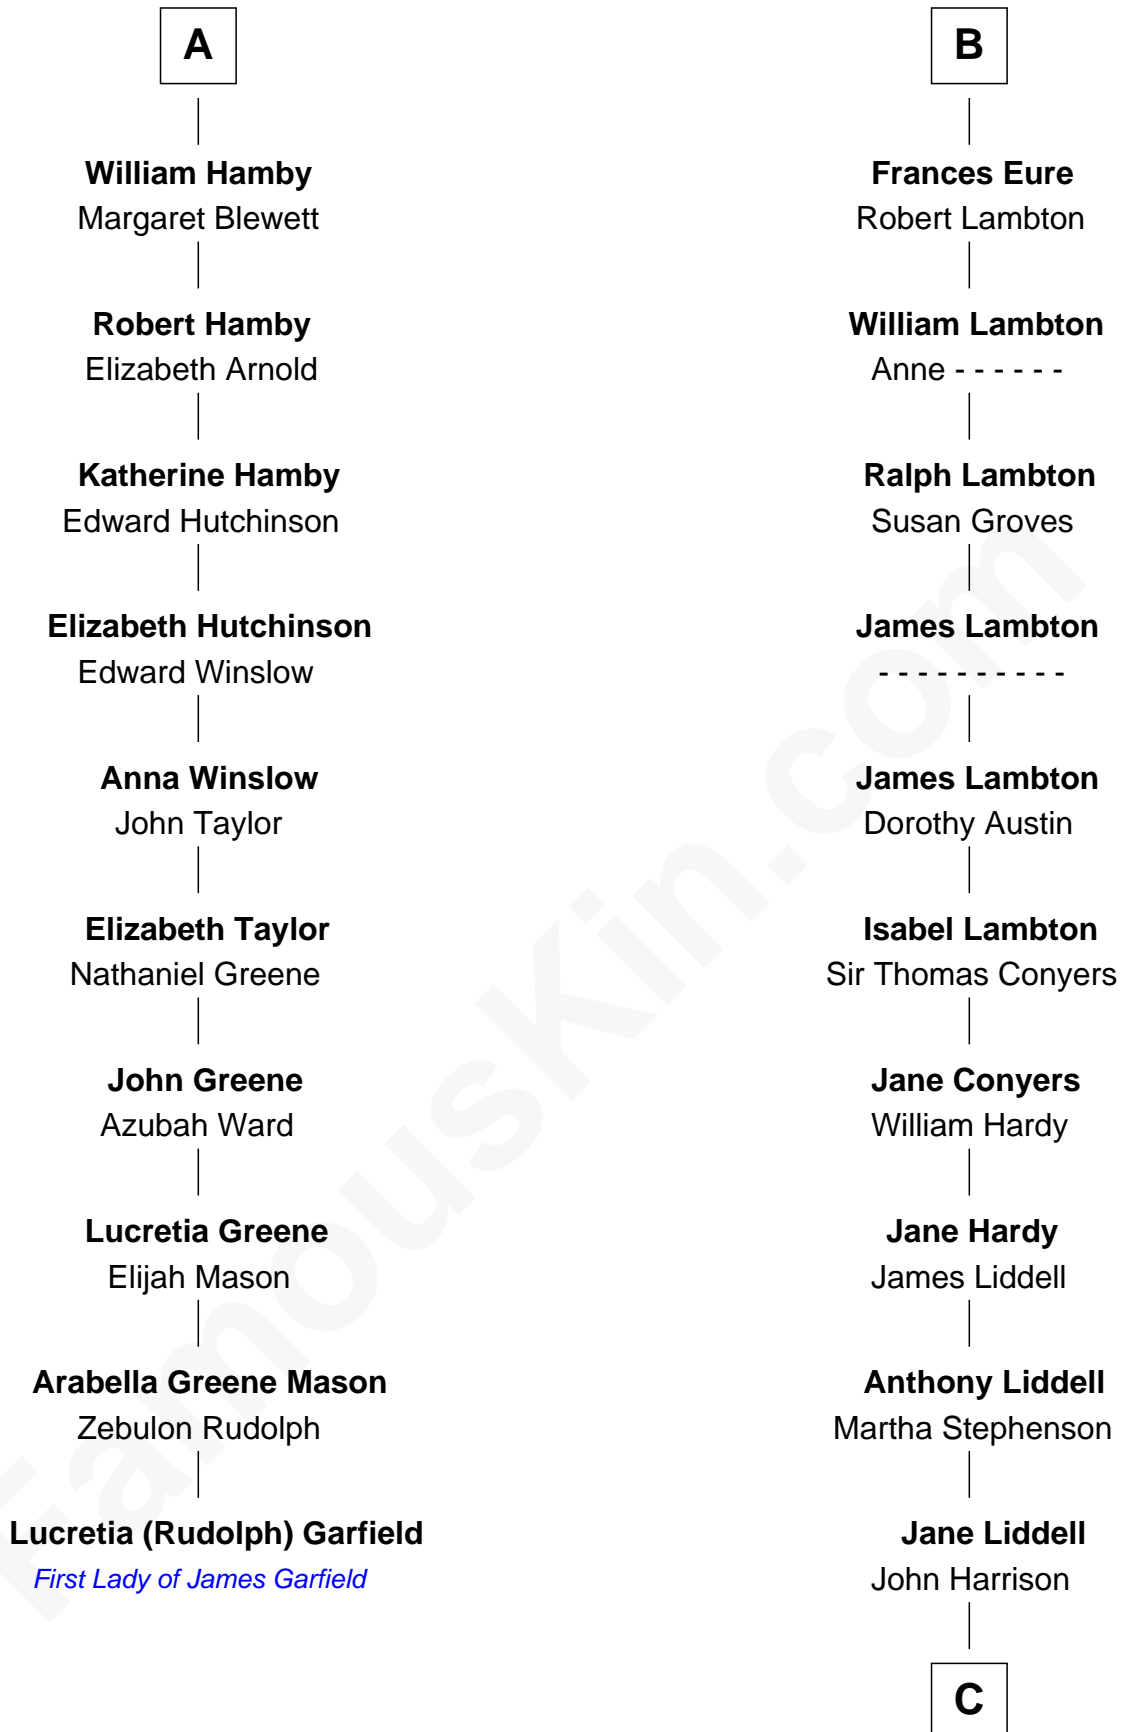 A
William Hamby
Margaret Blewett
Robert Hamby
Elizabeth Arnold
Katherine Hamby
Edward Hutchinson
Elizabeth Hutchinson
Edward Winslow
Anna Winslow
John Taylor
Elizabeth Taylor
Nathaniel Greene
John Greene
Azubah Ward
Lucretia Greene
Elijah Mason
Arabella Greene Mason
Zebulon Rudolph
Lucretia (Rudolph) Garfield
First Lady of James Garfield
B
Frances Eure
Robert Lambton
William Lambton
Anne - - - - - -
Ralph Lambton
Susan Groves
James Lambton
- - - - - - - - - -
James Lambton
Dorothy Austin
Isabel Lambton
Sir Thomas Conyers
Jane Conyers
William Hardy
Jane Hardy
James Liddell
Anthony Liddell
Martha Stephenson
Jane Liddell
John Harrison
C
FamousKin.com